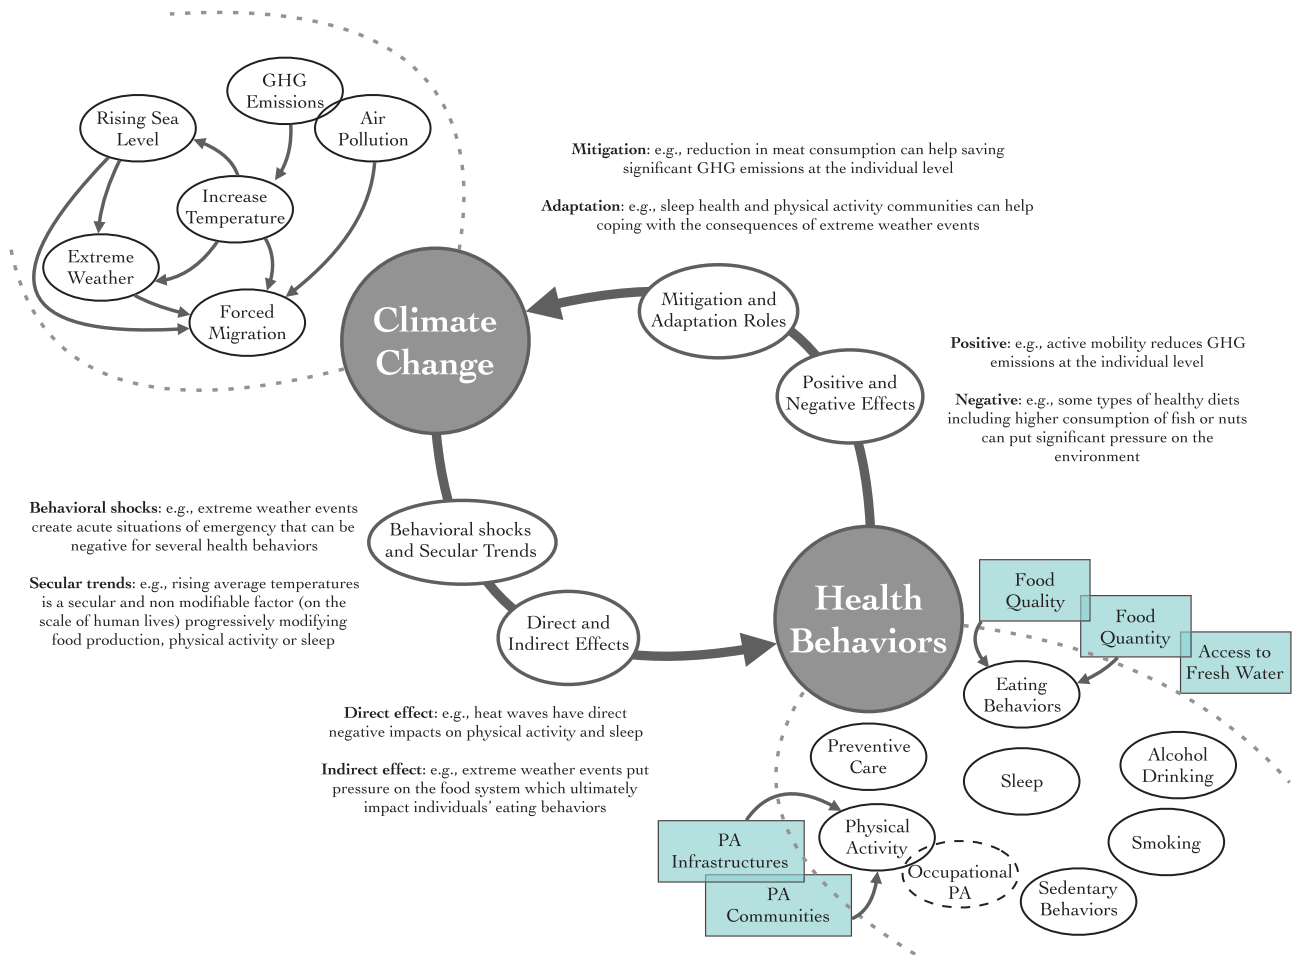 GHG
Emissions
Air
Pollution
Rising Sea
Level
Increase
Temperature
Extreme
Weather
Forced
Migration
Climate
Change
Mitigation: e.g., reduction in meat consumption can help saving
significant GHG emissions at the individual level
Adaptation: e.g., sleep health and physical activity communities can help
coping with the consequences of extreme weather events
Mitigation and
Adaptation Roles
Positive and
Negative Effects
Positive: e.g., active mobility reduces GHG
emissions at the individual level
Negative: e.g., some types of healthy diets
including higher consumption of fish or nuts
can put significant pressure on the
environment
Behavioral shocks: e.g., extreme weather events
create acute situations of emergency that can be
negative for several health behaviors
Secular trends: e.g., rising average temperatures
is a secular and non modifiable factor (on the
scale of human lives) progressively modifying
food production, physical activity or sleep
Behavioral shocks
and Secular Trends
Direct and
Indirect Effects
Direct effect: e.g., heat waves have direct
negative impacts on physical activity and sleep
Indirect effect: e.g., extreme weather events put
pressure on the food system which ultimately
impact individuals' eating behaviors
Health
Behaviors
Food
Quality
Food
Quantity
Access to
Fresh Water
Eating
Behaviors
Preventive
Care
Sleep
Alcohol
Drinking
Physical
Activity
Smoking
PA
Infrastructures
PA
Communities
Occupational
PA
Sedentary
Behaviors